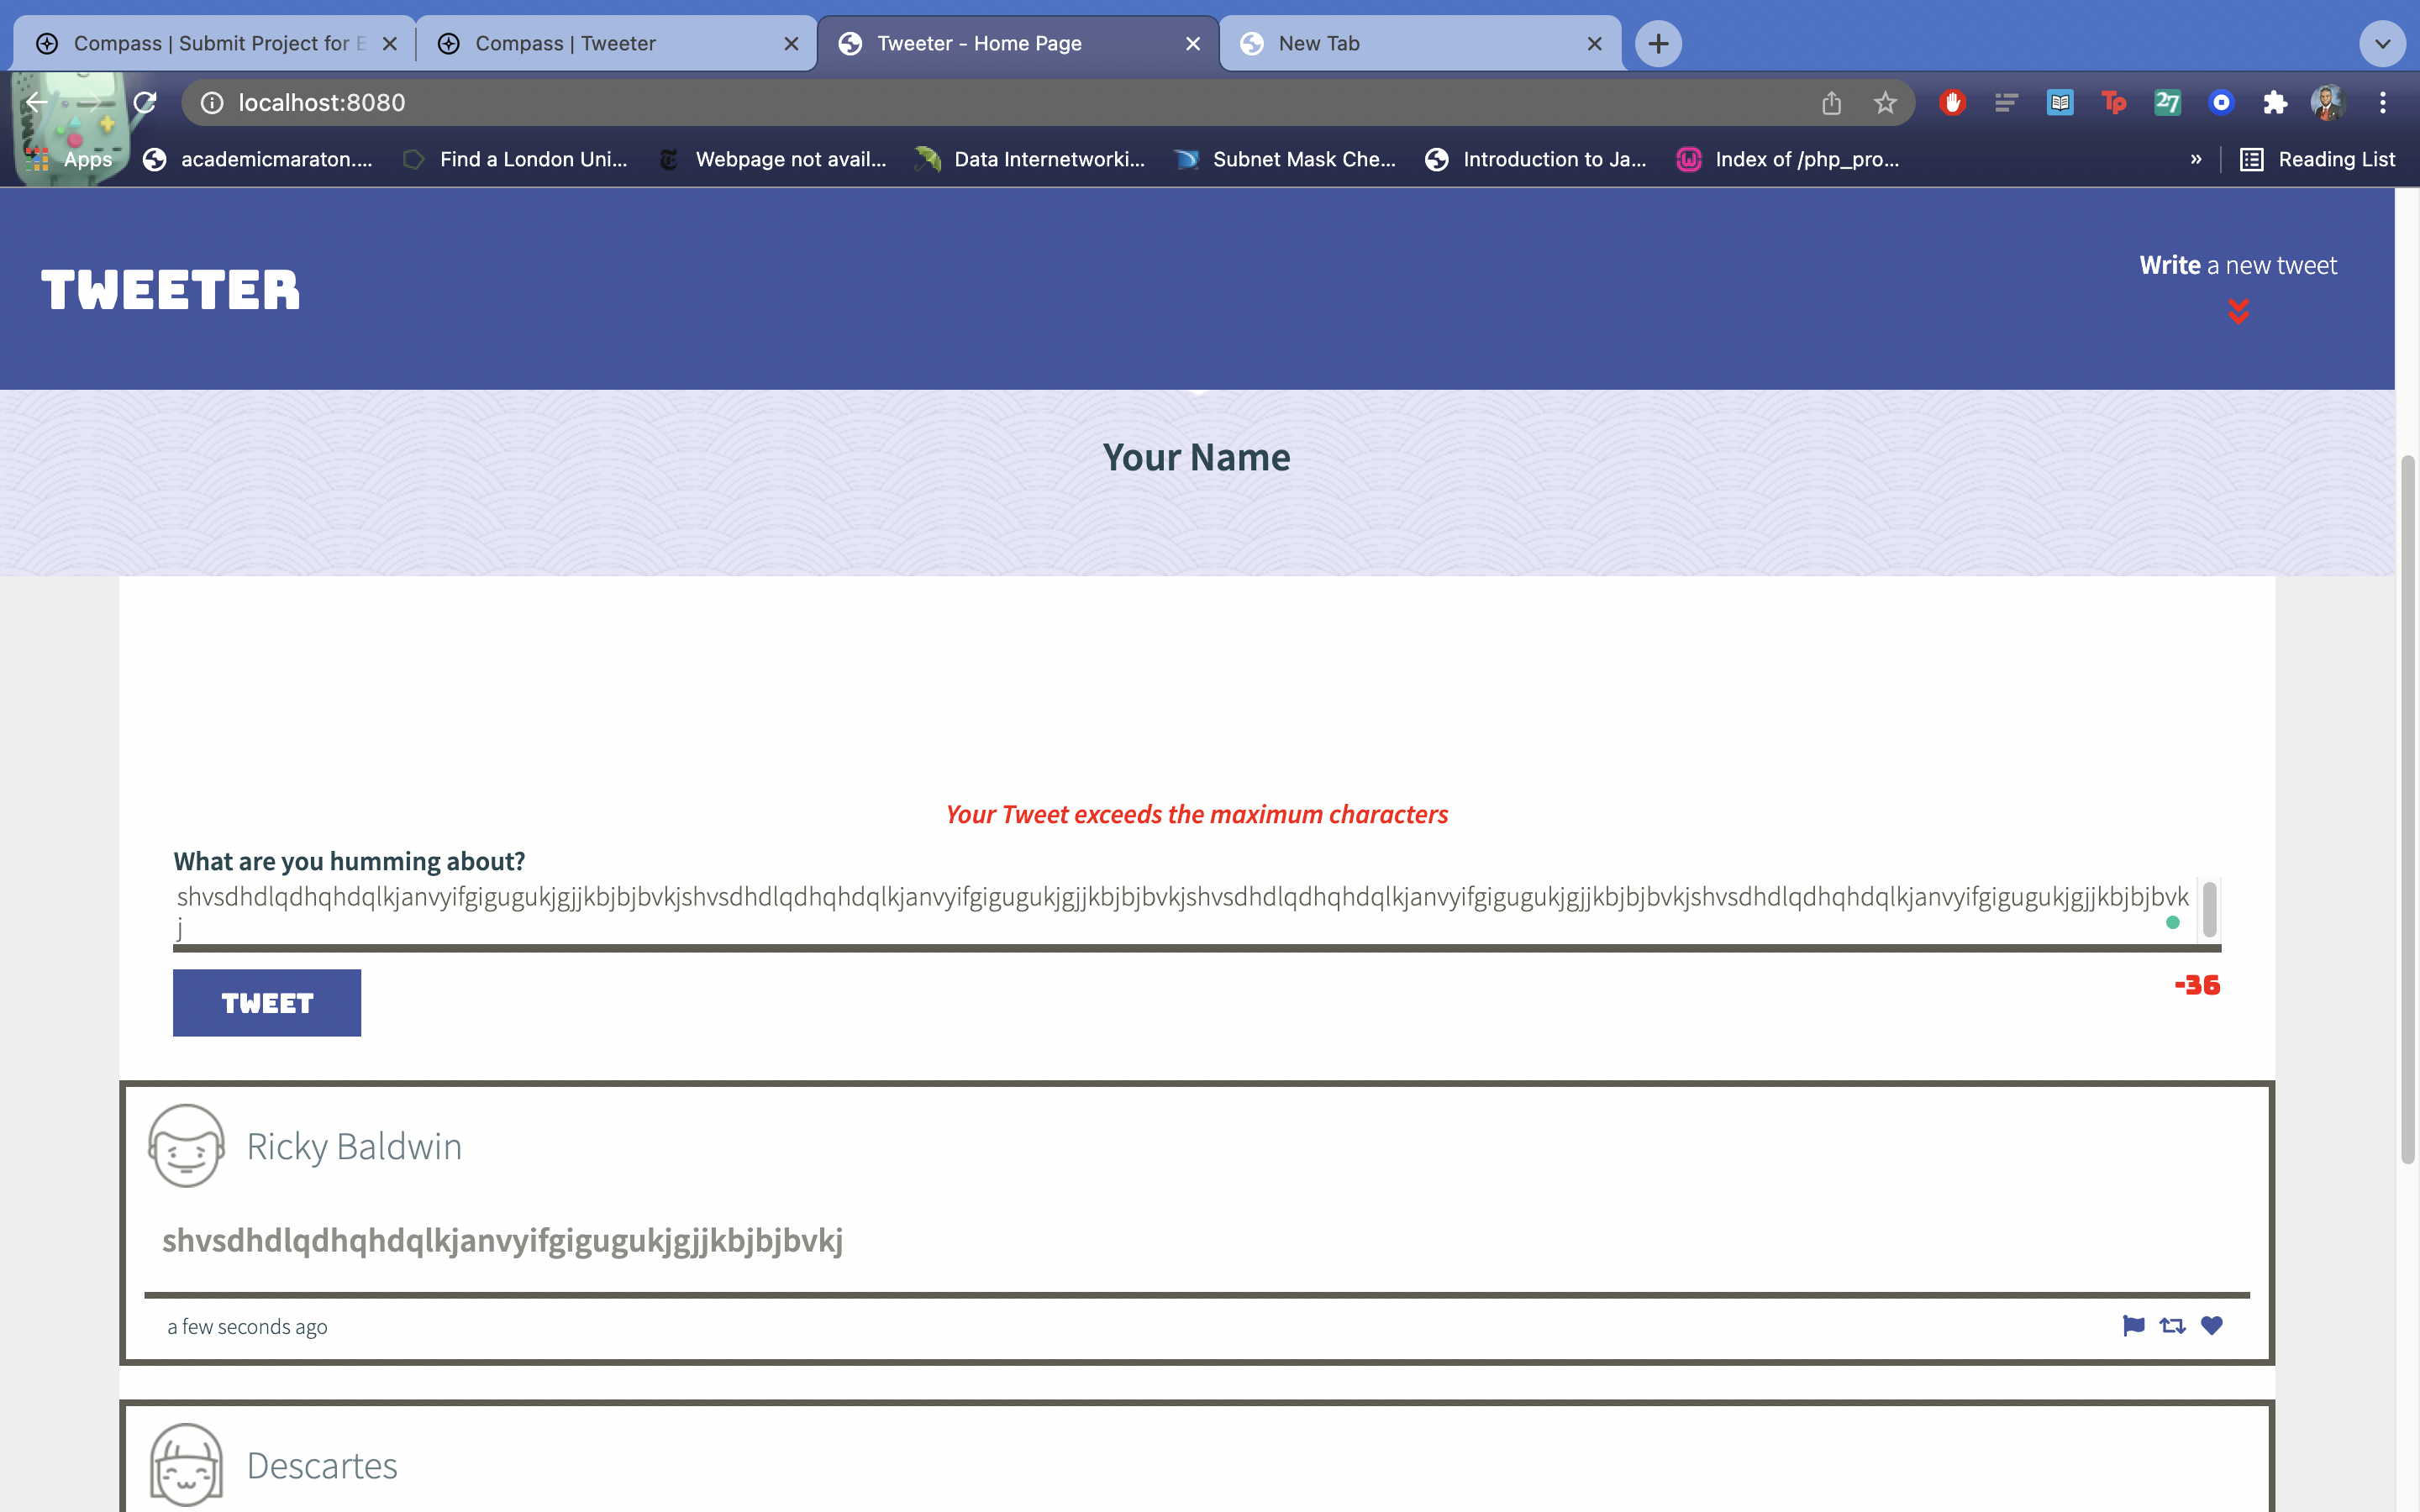 Compass | Submit Project for E
Compass | Tweeter
Tweeter - Home Page
New Tab
localhost:8080
Apps
academicmaraton....
Find a London Uni...
Webpage not avail...
Data Internetworki...
Subnet Mask Che...
Introduction to Ja...
Index of /php_pro...
»
Reading List
TWEETER
Write a new tweet
Your Name
Your Tweet exceeds the maximum characters
What are you humming about?
shvsdhdlqdhqhdqlkjanvyifgigugukjgjjkbjbjbvkjshvsdhdlqdhqhdqlkjanvyifgigugukjgjjkbjbjbvkjshvsdhdlqdhqhdqlkjanvyifgigugukjgjjkbjbjbvkjshvsdhdlqdhqhdqlkjanvyifgigugukjgjjkbjbjbvk
j
TWEET
-36
Ricky Baldwin
shvsdhdlqdhqhdqlkjanvyifgigugukjgjjkbjbjbvkj
a few seconds ago
Descartes